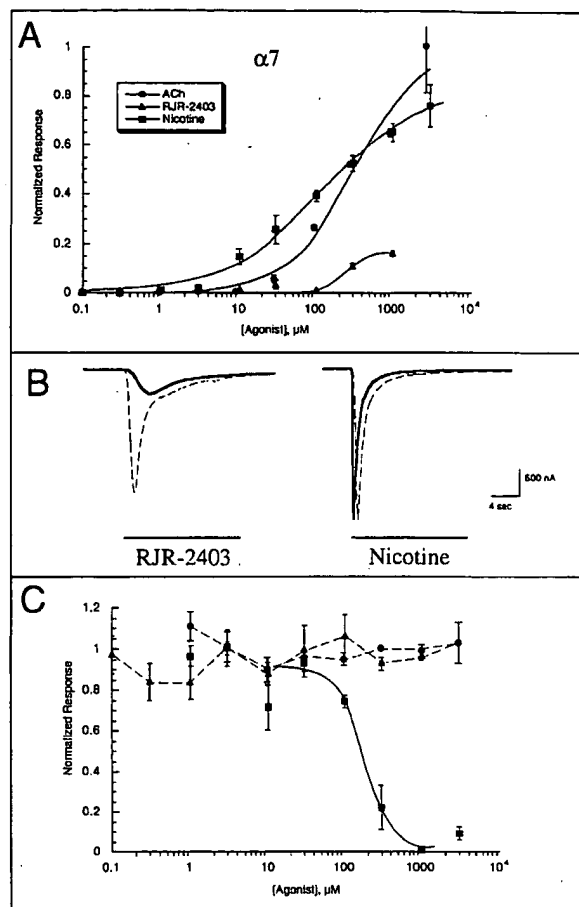 A
α7
ACh
RJR-2403
Nicotine
Normalized Response
1
0.8
0.6
0.4
0.2
0
0.1
1
10
100
1000
10⁴
[Agonist], µM
B
500 nA
4 sec
RJR-2403
Nicotine
C
Normalized Response
1.2
1
0.8
0.6
0.4
0.2
0
0.1
1
10
100
1000
10⁴
[Agonist], µM